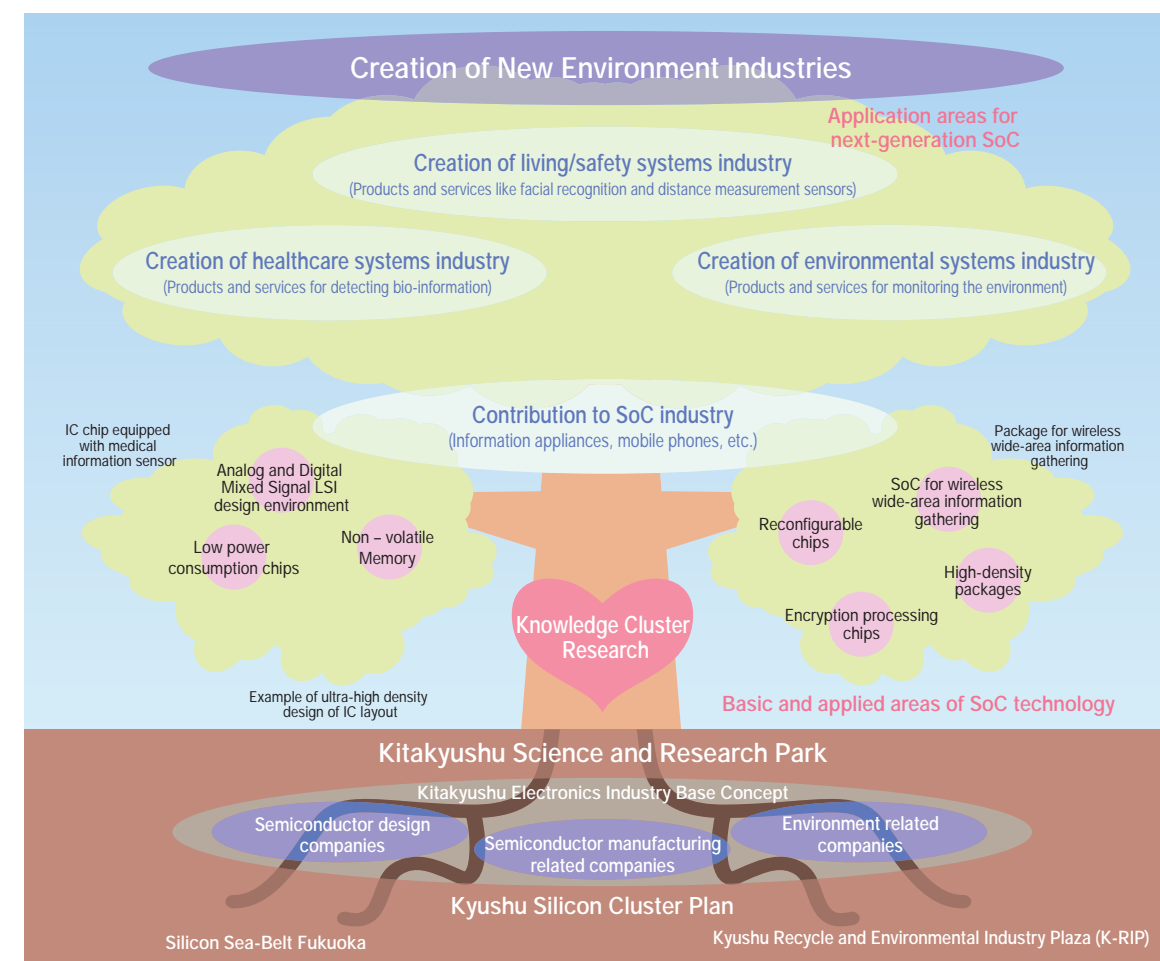 Creation of New Environment Industries
Application areas for
next-generation SoC
Creation of living/safety systems industry
(Products and services like facial recognition and distance measurement sensors)
Creation of healthcare systems industry
(Products and services for detecting bio-information)
Creation of environmental systems industry
(Products and services for monitoring the environment)
Contribution to SoC industry
(Information appliances, mobile phones, etc.)
IC chip equipped
with medical
information sensor
Analog and Digital
Mixed Signal LSI
design environment
Low power
consumption chips
Non – volatile
Memory
Example of ultra-high density
design of IC layout
Package for wireless
wide-area information
gathering
SoC for wireless
wide-area information
gathering
Reconfigurable
chips
High-density
packages
Encryption processing
chips
Knowledge Cluster
Research
Basic and applied areas of SoC technology
Kitakyushu Science and Research Park
Kitakyushu Electronics Industry Base Concept
Semiconductor design
companies
Semiconductor manufacturing
related companies
Environment related
companies
Kyushu Silicon Cluster Plan
Silicon Sea-Belt Fukuoka
Kyushu Recycle and Environmental Industry Plaza (K-RIP)